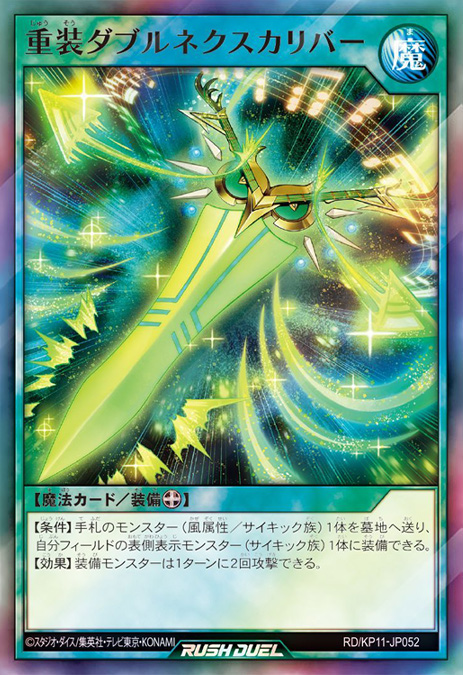 重装ダブルネクスカリバー
魔
【魔法カード/装備】
【条件】手札のモンスター(風属性/サイキック族)1体を墓地へ送り、
自分フィールドの表側表示モンスター(サイキック族)1体に装備できる。
【効果】装備モンスターは1ターンに2回攻撃できる。
©スタジオ・ダイス/集英社・テレビ東京・KONAMI
RUSH DUEL
RD/KP11-JP052